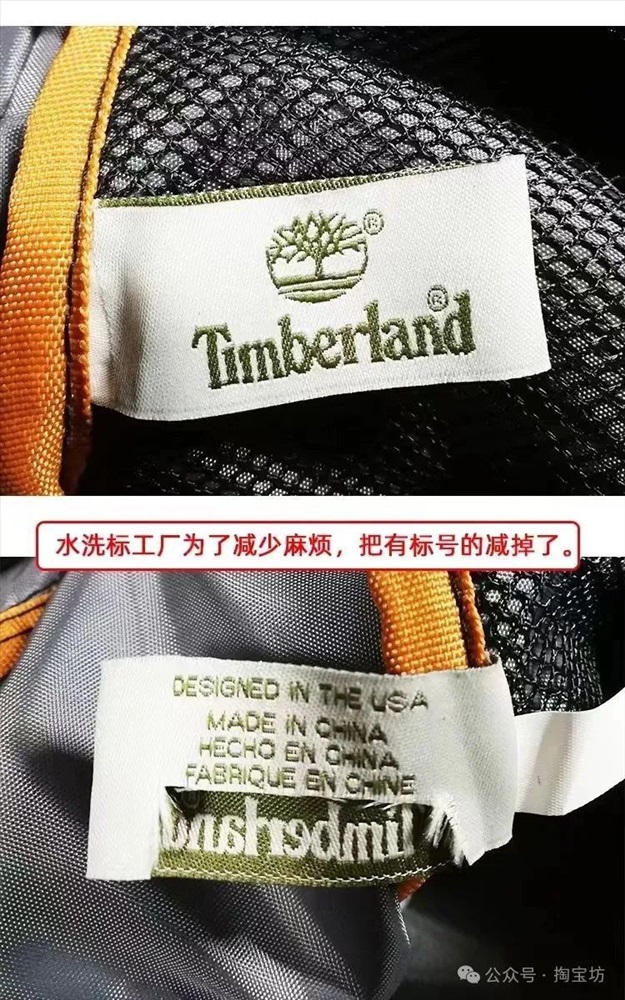 ®
Timberland®
水洗标工厂为了减少麻烦，把有标号的减掉了。
DESIGNED IN THE USA
MADE IN CHINA
HECHO EN CHINA
FABRIQUE EN CHINE
Timberland
公众号 · 掏宝坊